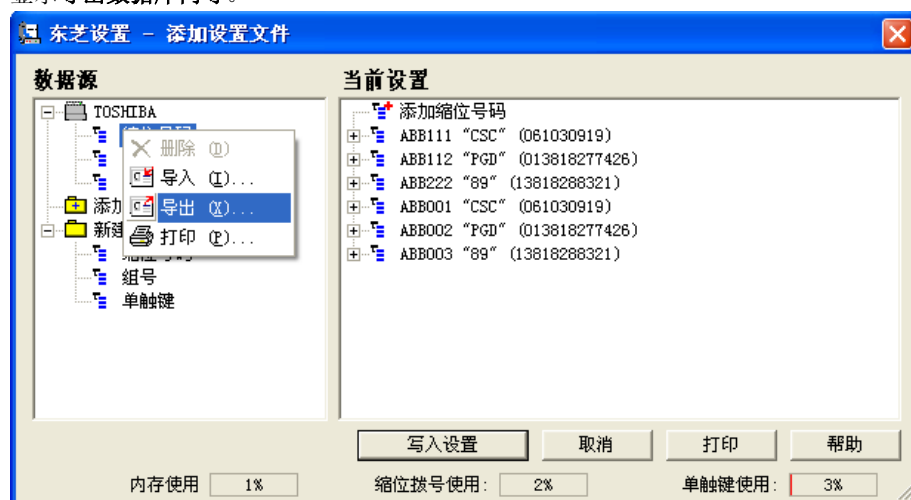 东芝设置 - 添加设置文件
数据源
当前设置
TOSHIBA
添加
新建
组号
单触键
删除 (D)
导入 (I)...
导出 (X)...
打印 (P)...
添加缩位号码
ABB111 "CSC" (061030919)
ABB112 "PGD" (013818277426)
ABB222 "89" (13818288321)
ABB001 "CSC" (061030919)
ABB002 "PGD" (013818277426)
ABB003 "89" (13818288321)
写入设置
取消
打印
帮助
内存使用 1%
缩位拨号使用: 2%
单触键使用: 3%